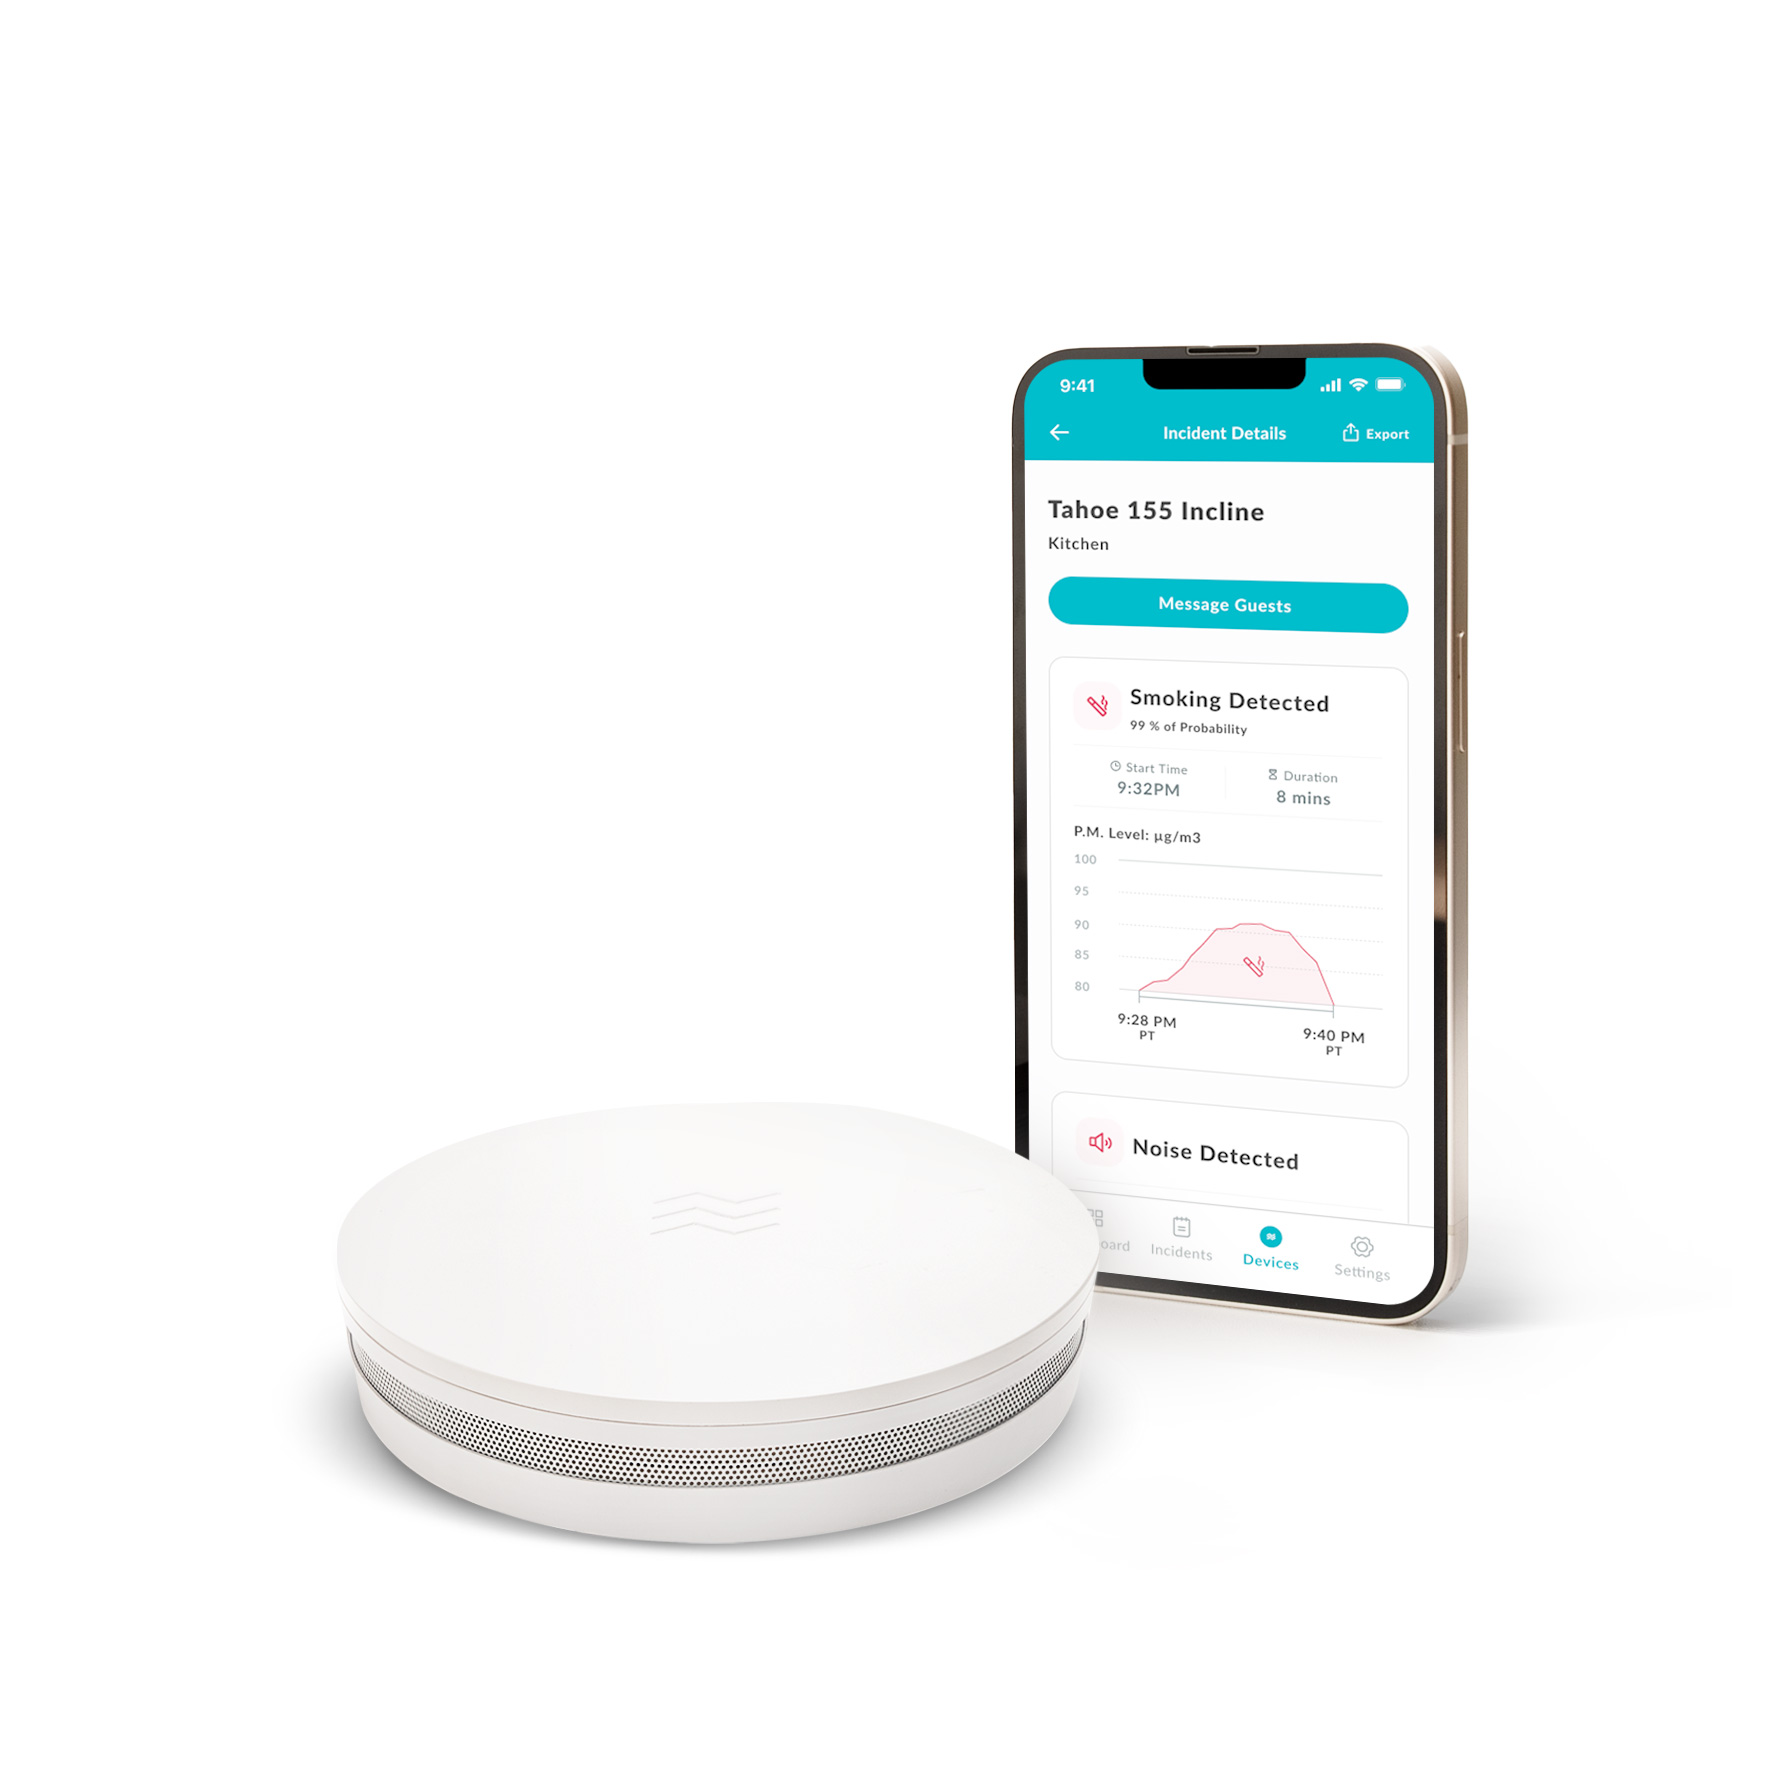 9:41
Incident Details
Export
Tahoe 155 Incline
Kitchen
Message Guests
Smoking Detected
99 % of Probability
Start Time
Duration
9:32PM
8 mins
P.M. Level: µg/m3
100
95
90
85
80
9:28 PM
PT
9:40 PM
PT
Noise Detected
oard
Incidents
Devices
Settings